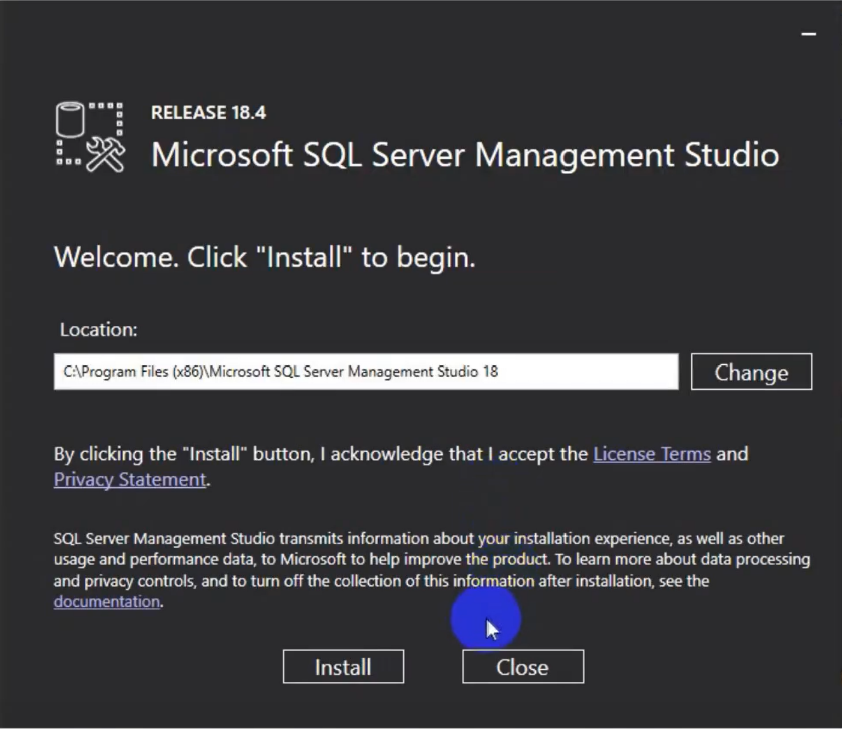 RELEASE 18.4
Microsoft SQL Server Management Studio
Welcome. Click "Install" to begin.
Location:
C:\Program Files (x86)\Microsoft SQL Server Management Studio 18
Change
By clicking the "Install" button, I acknowledge that I accept the License Terms and
Privacy Statement.
SQL Server Management Studio transmits information about your installation experience, as well as other
usage and performance data, to Microsoft to help improve the product. To learn more about data processing
and privacy controls, and to turn off the collection of this information after installation, see the
documentation.
Install
Close